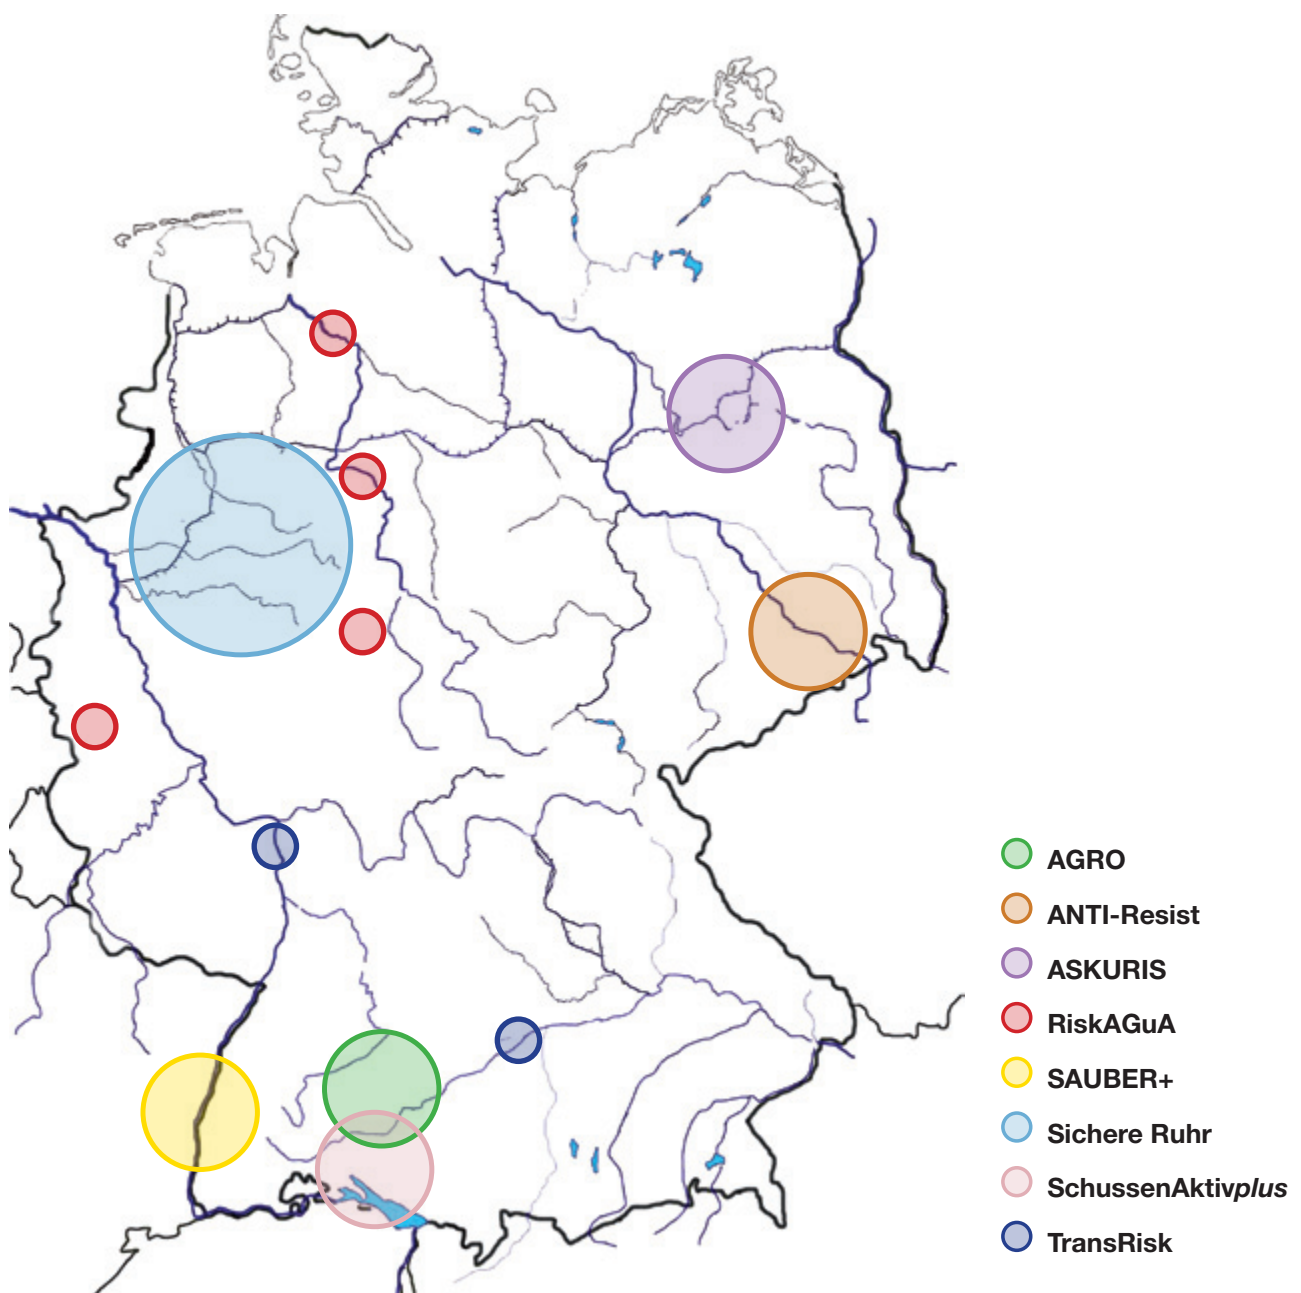 AGRO
ANTI-Resist
ASKURIS
RiskAGuA
SAUBER+
Sichere Ruhr
SchussenAktivplus
TransRisk